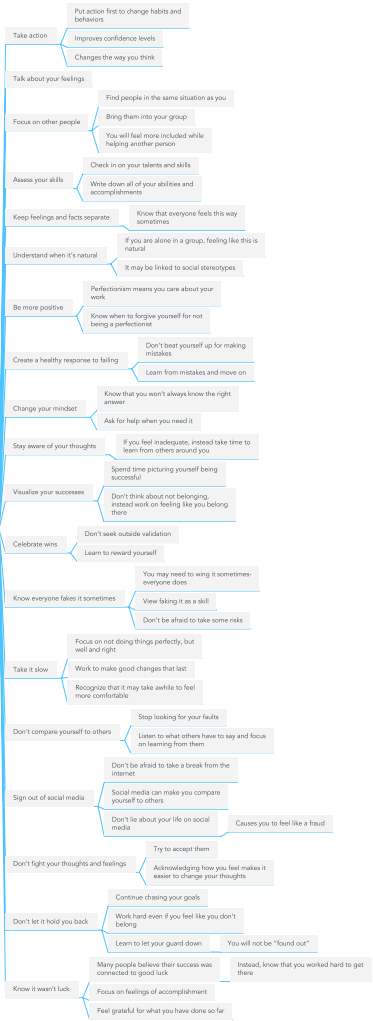 Take action
Put action first to change habits and
behaviors
Improves confidence levels
Changes the way you think
Talk about your feelings
Focus on other people
Find people in the same situation as you
Bring them into your group
You will feel more included while
helping another person
Assess your skills
Check in on your talents and skills
Write down all of your abilities and
accomplishments
Keep feelings and facts separate
Know that everyone feels this way
sometimes
Understand when it's natural
If you are alone in a group, feeling like this is
natural
It may be linked to social stereotypes
Be more positive
Perfectionism means you care about your
work
Know when to forgive yourself for not
being a perfectionist
Create a healthy response to failing
Don't beat yourself up for making
mistakes
Learn from mistakes and move on
Change your mindset
Know that you won't always know the right
answer
Ask for help when you need it
Stay aware of your thoughts
If you feel inadequate, instead take time to
learn from others around you
Visualize your successes
Spend time picturing yourself being
successful
Don't think about not belonging,
instead work on feeling like you belong
there
Celebrate wins
Don't seek outside validation
Learn to reward yourself
Know everyone fakes it sometimes
You may need to wing it sometimes-
everyone does
View faking it as a skill
Don't be afraid to take some risks
Take it slow
Focus on not doing things perfectly, but
well and right
Work to make good changes that last
Recognize that it may take awhile to feel
more comfortable
Don't compare yourself to others
Stop looking for your faults
Listen to what others have to say and focus
on learning from them
Sign out of social media
Don't be afraid to take a break from the
internet
Social media can make you compare
yourself to others
Don't lie about your life on social
media
Causes you to feel like a fraud
Don't fight your thoughts and feelings
Try to accept them
Acknowledging how you feel makes it
easier to change your thoughts
Don't let it hold you back
Continue chasing your goals
Work hard even if you feel like you don't
belong
Learn to let your guard down
You will not be "found out"
Know it wasn't luck
Many people believe their success was
connected to good luck
Instead, know that you worked hard to get
there
Focus on feelings of accomplishment
Feel grateful for what you have done so far